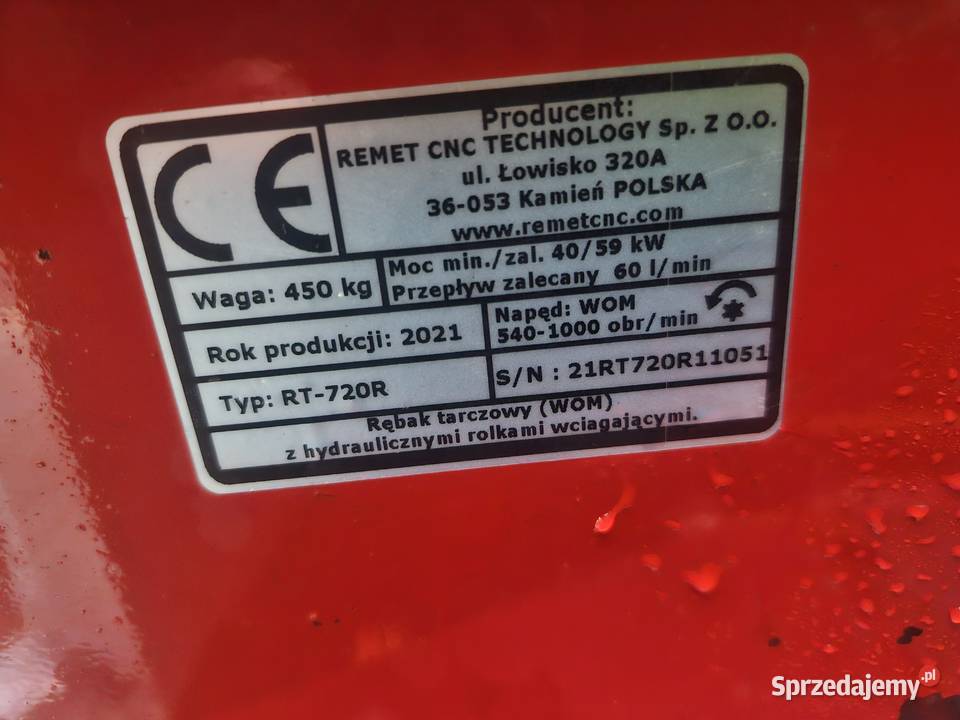 CE
Producent:
REMET CNC TECHNOLOGY Sp. Z O.O.
ul. Łowisko 320A
36-053 Kamień POLSKA
www.remetcnc.com
Waga: 450 kg
Moc min./zal. 40/59 kW
Przepływ zalecany 60 l/min
Rok produkcji: 2021
Napęd: WOM
540-1000 obr/min
Typ: RT-720R
S/N : 21RT720R11051
Rębak tarczowy (WOM)
z hydraulicznymi rolkami wciagającymi.
Sprzedajemy.pl